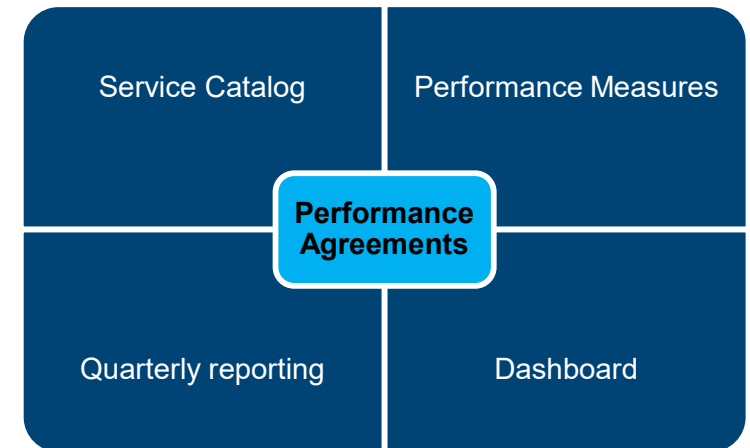 Service Catalog
Performance Measures
Performance
Agreements
Quarterly reporting
Dashboard